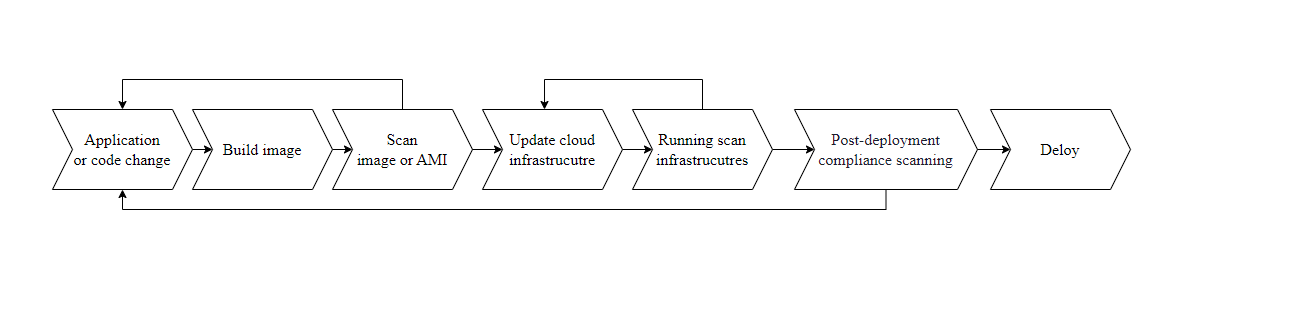 Application
or code change
Build image
Scan
image or AMI
Update cloud
infrastrucutre
Running scan
infrastrucutres
Post-deployment
compliance scanning
Deloy